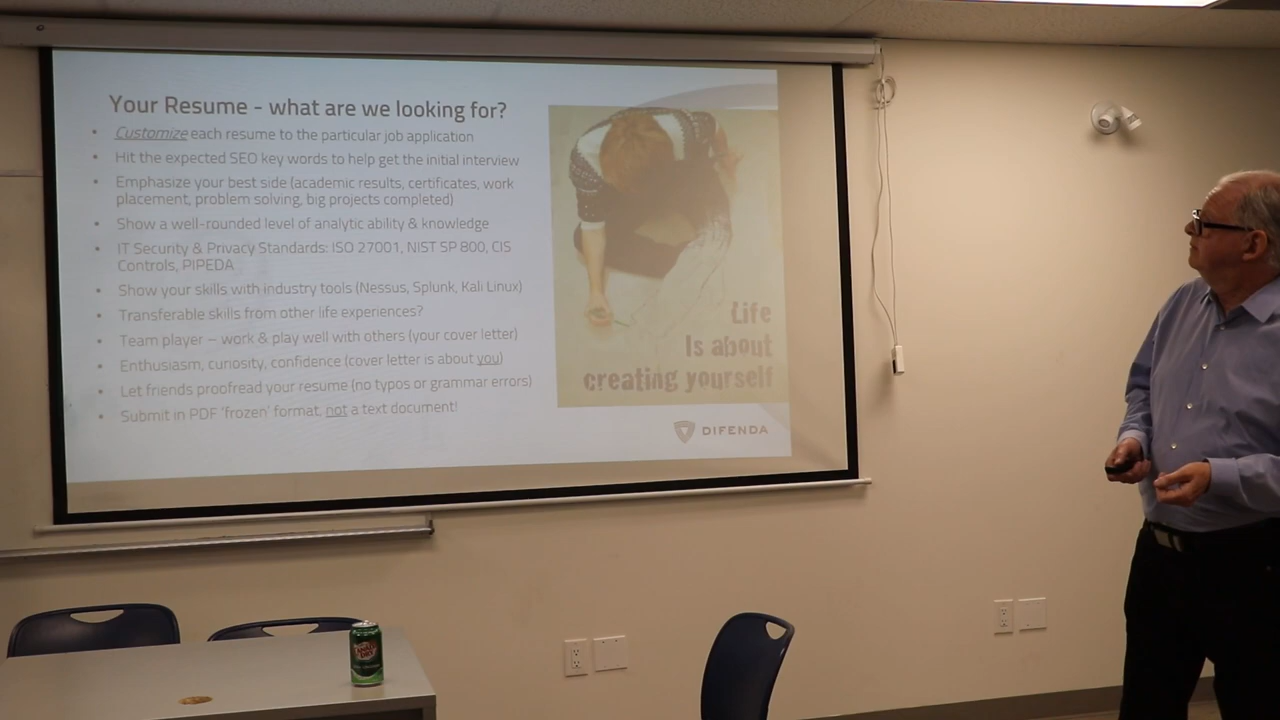 Your Resume - what are we looking for?
• Customize each resume to the particular job application
• Hit the expected SEO key words to help get the initial interview
• Emphasize your best side (academic results, certificates, work
placement, problem solving, big projects completed)
• Show a well-rounded level of analytic ability & knowledge
• IT Security & Privacy Standards: ISO 27001, NIST SP 800, CIS
Controls, PIPEDA
• Show your skills with industry tools (Nessus, Splunk, Kali Linux)
• Transferable skills from other life experiences?
• Team player – work & play well with others (your cover letter)
• Enthusiasm, curiosity, confidence (cover letter is about you)
• Let friends proofread your resume (no typos or grammar errors)
• Submit in PDF 'frozen' format, not a text document!
Life
Is about
creating yourself
DIFENDA
CANADA
DRY